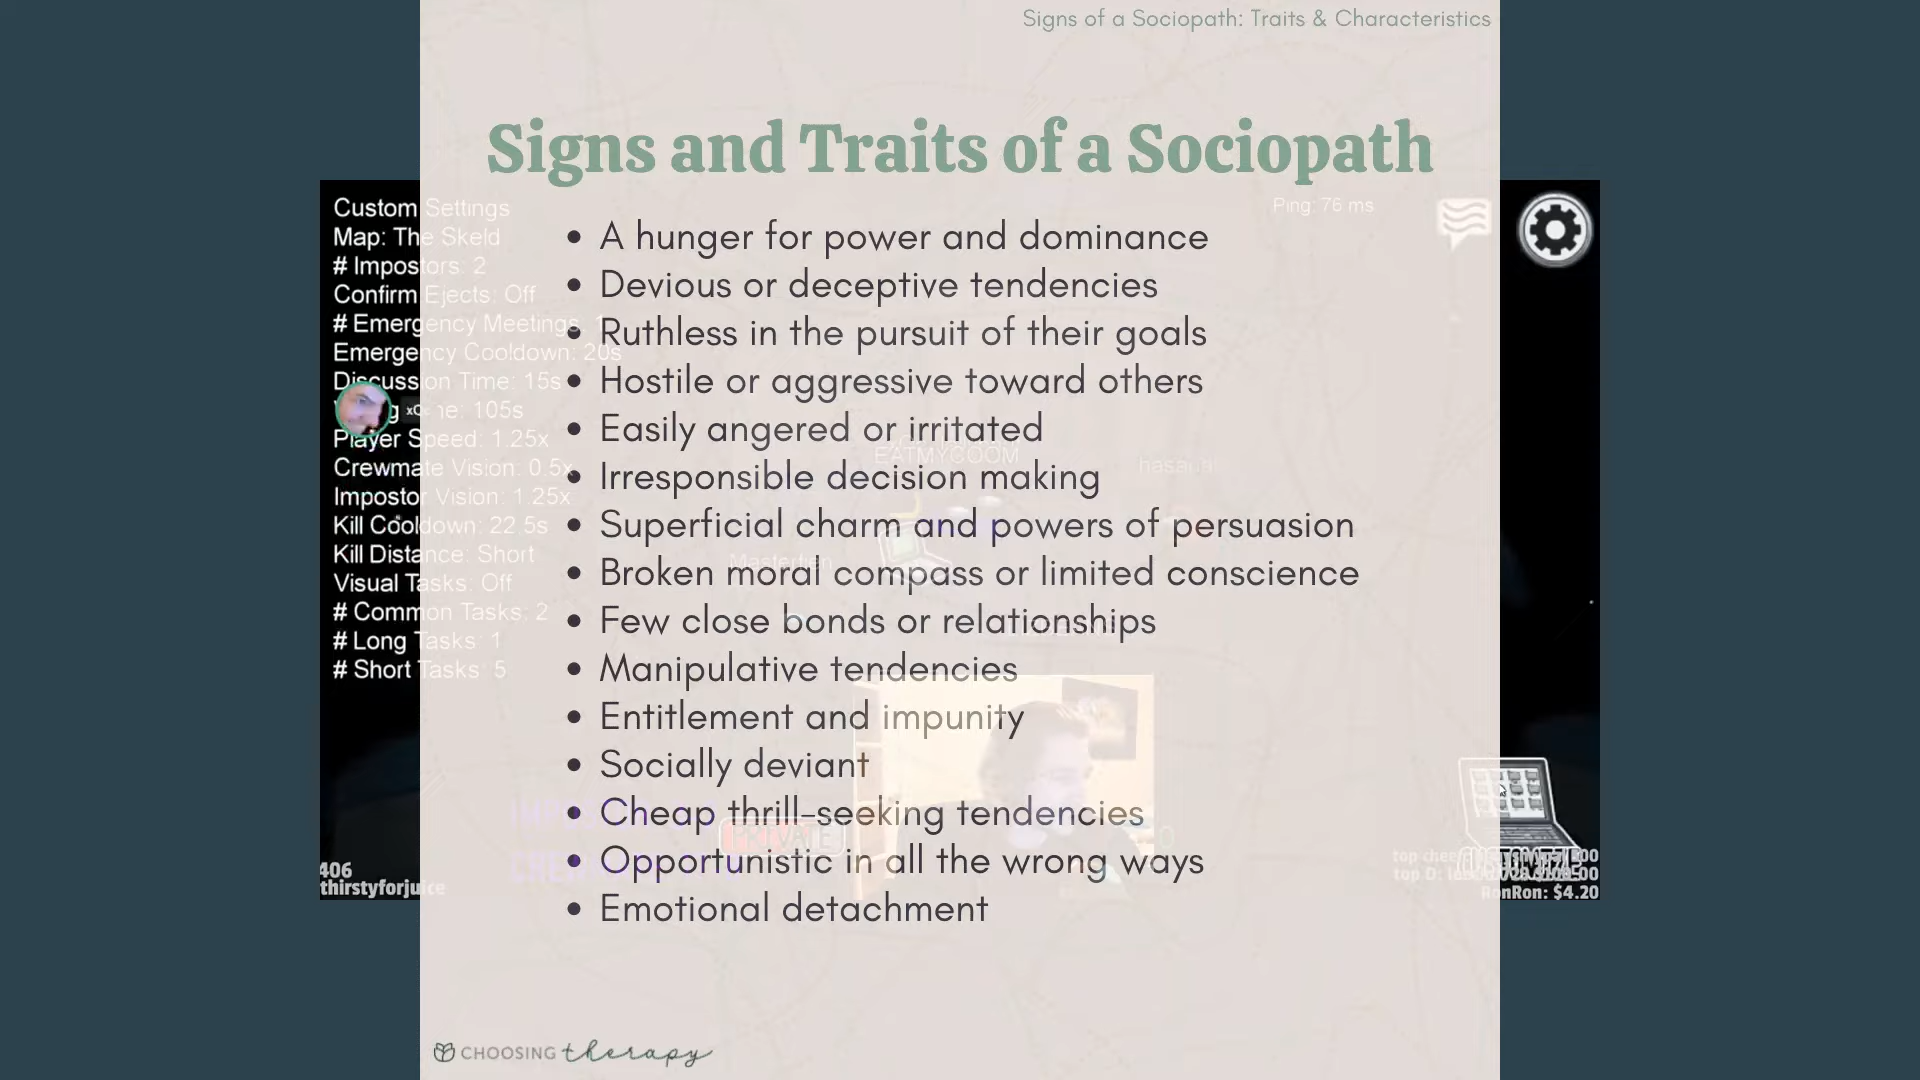 Signs of a Sociopath: Traits & Characteristics
Signs and Traits of a Sociopath
• A hunger for power and dominance
• Devious or deceptive tendencies
• Ruthless in the pursuit of their goals
• Hostile or aggressive toward others
• Easily angered or irritated
• Irresponsible decision making
• Superficial charm and powers of persuasion
• Broken moral compass or limited conscience
• Few close bonds or relationships
• Manipulative tendencies
• Entitlement and impunity
• Socially deviant
• Cheap thrill-seeking tendencies
• Opportunistic in all the wrong ways
• Emotional detachment
CHOOSING therapy
Custom Settings
Map: The Skeld
# Impostors: 2
Confirm Ejects: Off
# Emergency Meetings: 1
Emergency Cooldown: 20s
Discussion Time: 15s
105s
Player Speed: 1.25x
Crewmate Vision: 0.5x
Impostor Vision: 1.25x
Kill Cooldown: 22.5s
Kill Distance: Short
Visual Tasks: Off
# Common Tasks: 2
# Long Tasks: 1
# Short Tasks: 5
Ping: 76 ms
EATMYCOOM
PRIVATE
CUSTOMIZE
406
thirstyforjuice
RonRon: $4.20